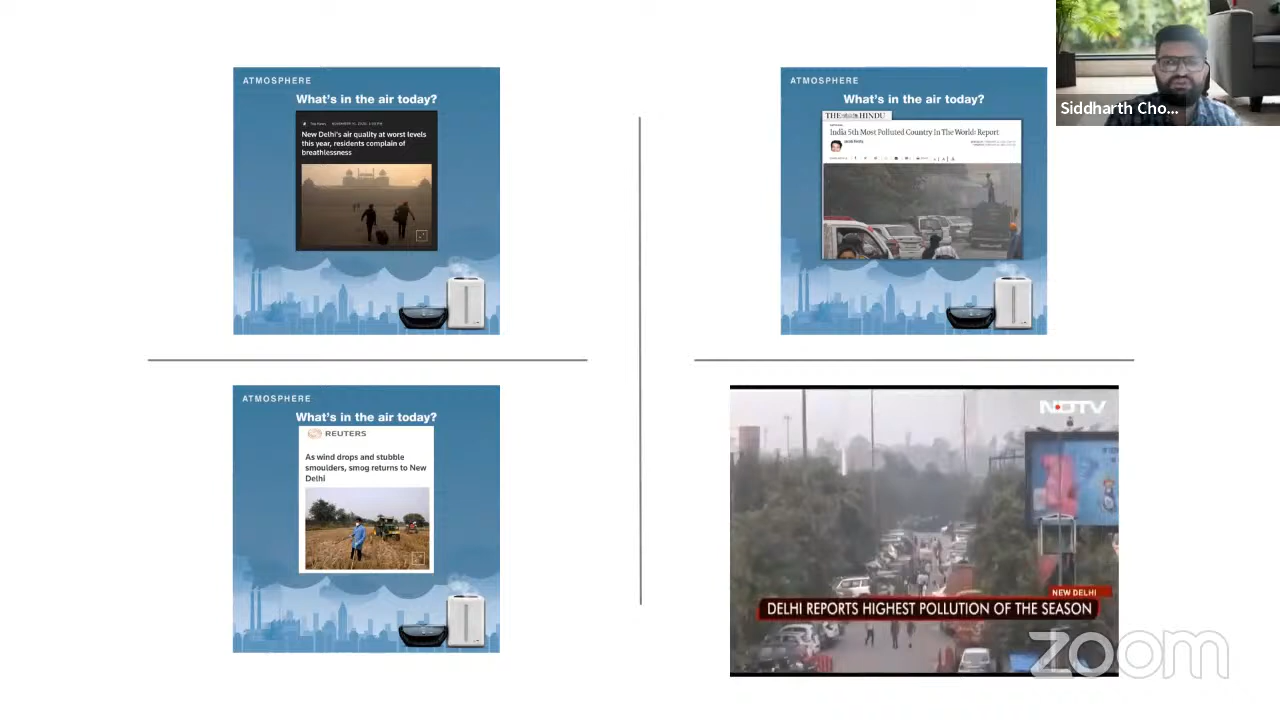 ATMOSPHERE
What's in the air today?
New Delhi's air quality at worst levels
this year, residents complain of
breathlessness
ATMOSPHERE
What's in the air today?
THE HINDU
India 5th Most Polluted Country In The World: Report
Siddharth Cho...
ATMOSPHERE
What's in the air today?
REUTERS
As wind drops and stubble
smoulders, smog returns to New
Delhi
NDTV
NEW DELHI
DELHI REPORTS HIGHEST POLLUTION OF THE SEASON
zoom